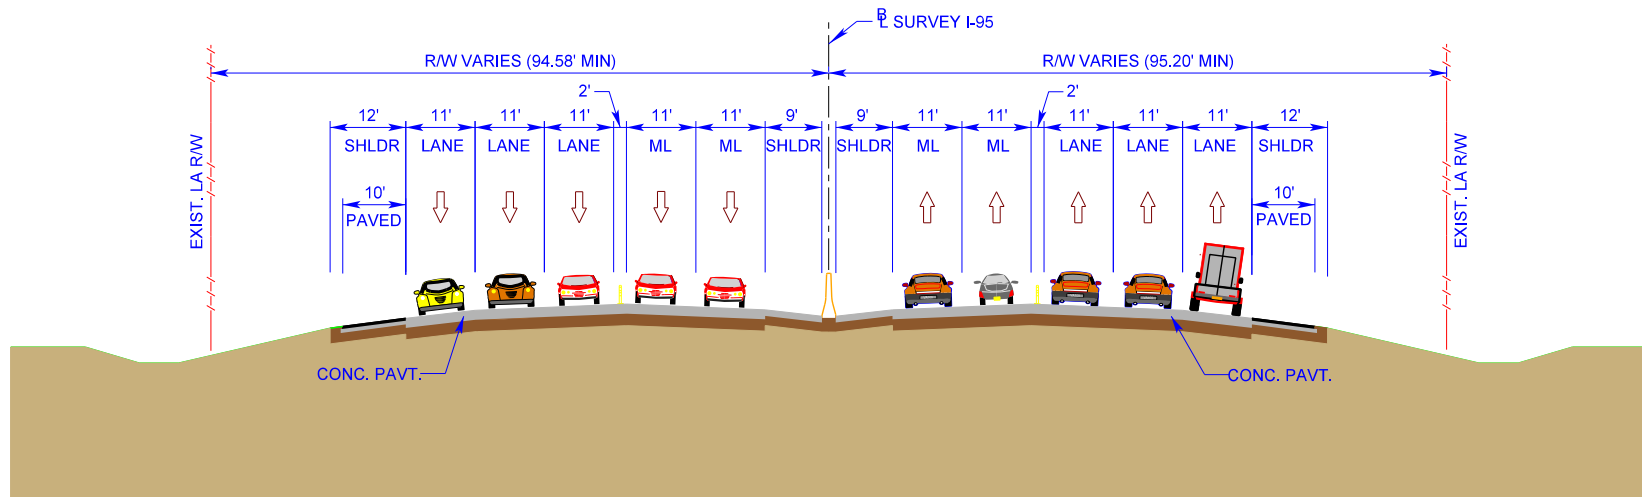 BL SURVEY I-95
R/W VARIES (94.58' MIN)
R/W VARIES (95.20' MIN)
2'
2'
12' 11' 11' 11' 11' 11' 9' 9' 11' 11' 11' 11' 11' 12'
SHLDR LANE LANE LANE ML ML SHLDR SHLDR ML ML LANE LANE LANE SHLDR
10'
PAVED
10'
PAVED
EXIST. LA R/W
EXIST. LA R/W
CONC. PAVT.
CONC. PAVT.